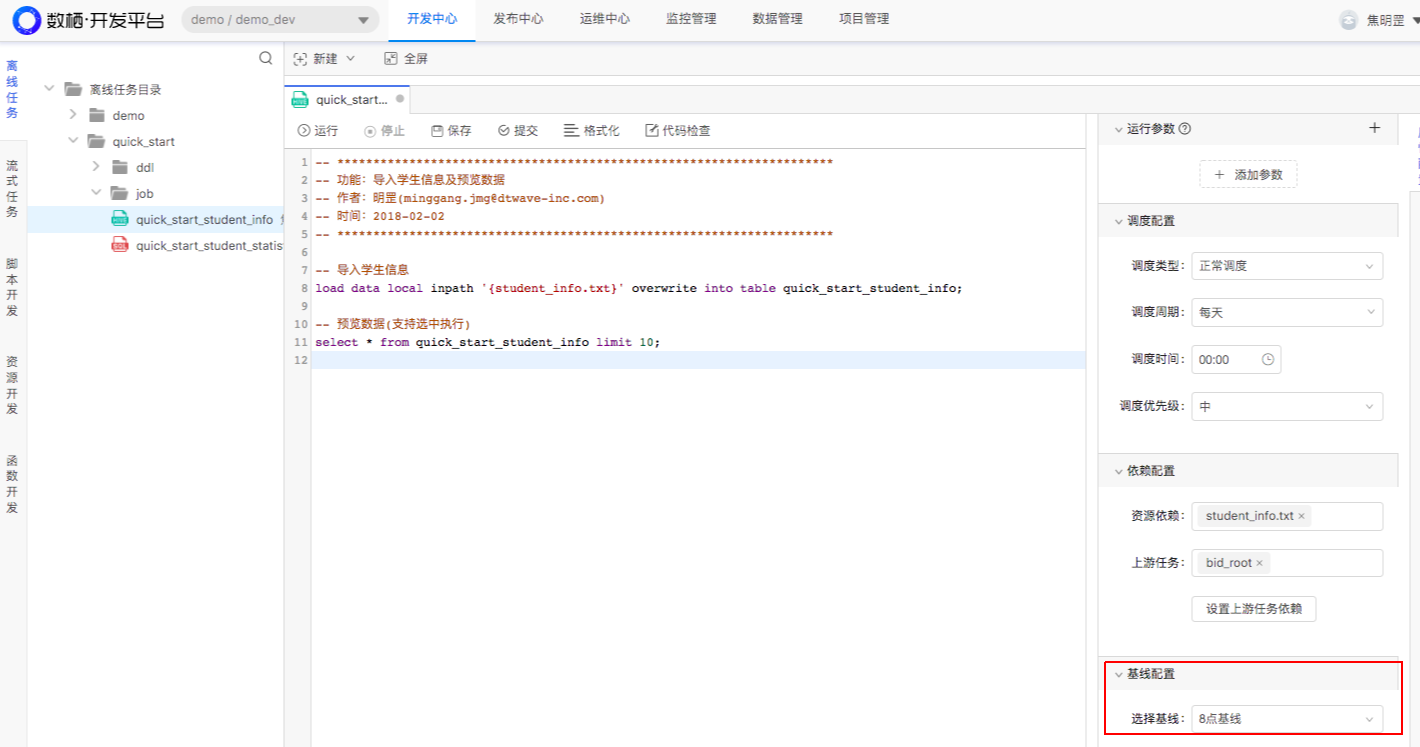 数栖·开发平台
demo / demo_dev
开发中心
发布中心
运维中心
监控管理
数据管理
项目管理
焦明罡
离线任务
流式任务
脚本开发
资源开发
函数开发
离线任务目录
demo
quick_start
ddl
job
quick_start_student_info
quick_start_student_statis
新建
全屏
quick_start...
运行
停止
保存
提交
格式化
代码检查
1 -- *********************************************************************
2 -- 功能：导入学生信息及预览数据
3 -- 作者：明罡(minggang.jmg@dtwave-inc.com)
4 -- 时间：2018-02-02
5 -- *********************************************************************
6
7 -- 导入学生信息
8 load data local inpath '{student_info.txt}' overwrite into table quick_start_student_info;
9
10 -- 预览数据(支持选中执行)
11 select * from quick_start_student_info limit 10;
12
运行参数
+ 添加参数
调度配置
调度类型： 正常调度
调度周期： 每天
调度时间： 00:00
调度优先级： 中
依赖配置
资源依赖： student_info.txt ×
上游任务： bid_root ×
设置上游任务依赖
基线配置
选择基线： 8点基线